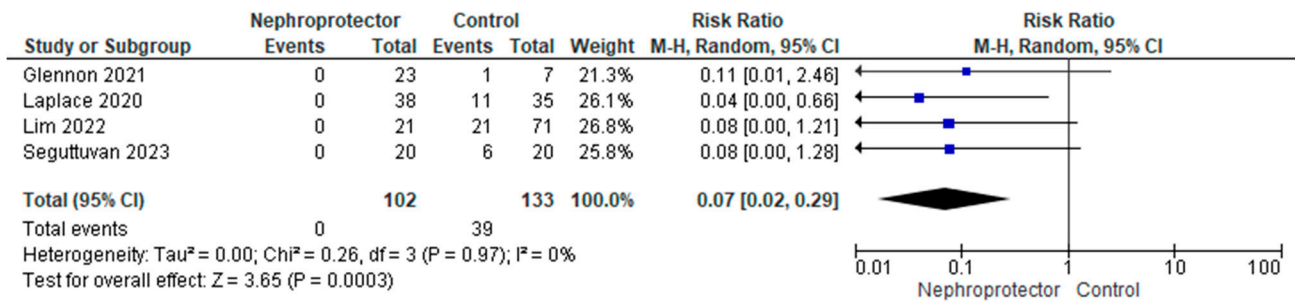 Nephroprotector Control Risk Ratio Risk Ratio
Study or Subgroup Events Total Events Total Weight M-H, Random, 95% CI M-H, Random, 95% CI
Glennon 2021 0 23 1 7 21.3% 0.11 [0.01, 2.46]
Laplace 2020 0 38 11 35 26.1% 0.04 [0.00, 0.66]
Lim 2022 0 21 21 71 26.8% 0.08 [0.00, 1.21]
Seguttuvan 2023 0 20 6 20 25.8% 0.08 [0.00, 1.28]
Total (95% CI) 102 133 100.0% 0.07 [0.02, 0.29]
Total events 0 39
Heterogeneity: Tau² = 0.00; Chi² = 0.26, df = 3 (P = 0.97); I² = 0%
Test for overall effect: Z = 3.65 (P = 0.0003)
0.01 0.1 1 10 100
Nephroprotector Control